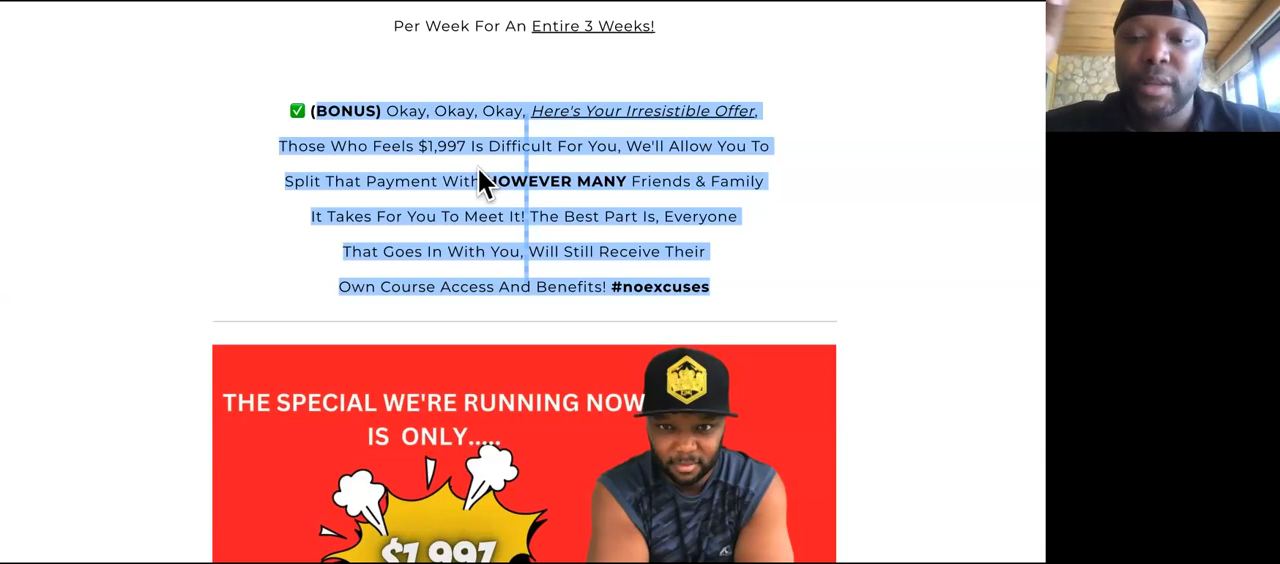 Per Week For An Entire 3 Weeks!
✅ (BONUS) Okay, Okay, Okay, Here's Your Irresistible Offer,
Those Who Feels $1,997 Is Difficult For You, We'll Allow You To
Split That Payment With HOWEVER MANY Friends & Family
It Takes For You To Meet It! The Best Part Is, Everyone
That Goes In With You, Will Still Receive Their
Own Course Access And Benefits! #noexcuses
THE SPECIAL WE'RE RUNNING NOW
IS ONLY.....
$1,997